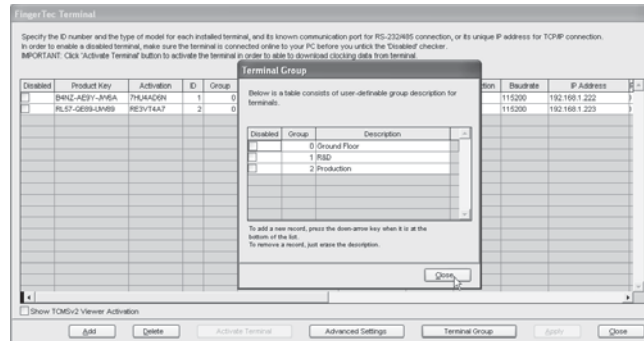 FingerTec Terminal
Specify the ID number and the type of model for each installed terminal, and its known communication port for RS-232/485 connection, or its unique IP address for TCP/IP connection.
In order to enable a disabled terminal, make sure the terminal is connected online to your PC before you untick the 'Disabled' checker.
IMPORTANT: Click 'Activate Terminal' button to activate the terminal in order to able to download clocking data from terminal.
Disabled Product Key Activation ID Group Baudrate IP Address
7HU4AD6N 1 0 115200 192.168.1.222
RE3VT4A7 2 0 115200 192.168.1.223
Terminal Group
Below is a table consists of user-definable group description for
terminals.
Disabled Group Description
0 Ground Floor
1 R&D
2 Production
To add a new record, press the down-arrow key when it is at the
bottom of the list.
To remove a record, just erase the description.
Close
Show TCMSv2 Viewer Activation
Add Delete Activate Terminal Advanced Settings Terminal Group Apply Close